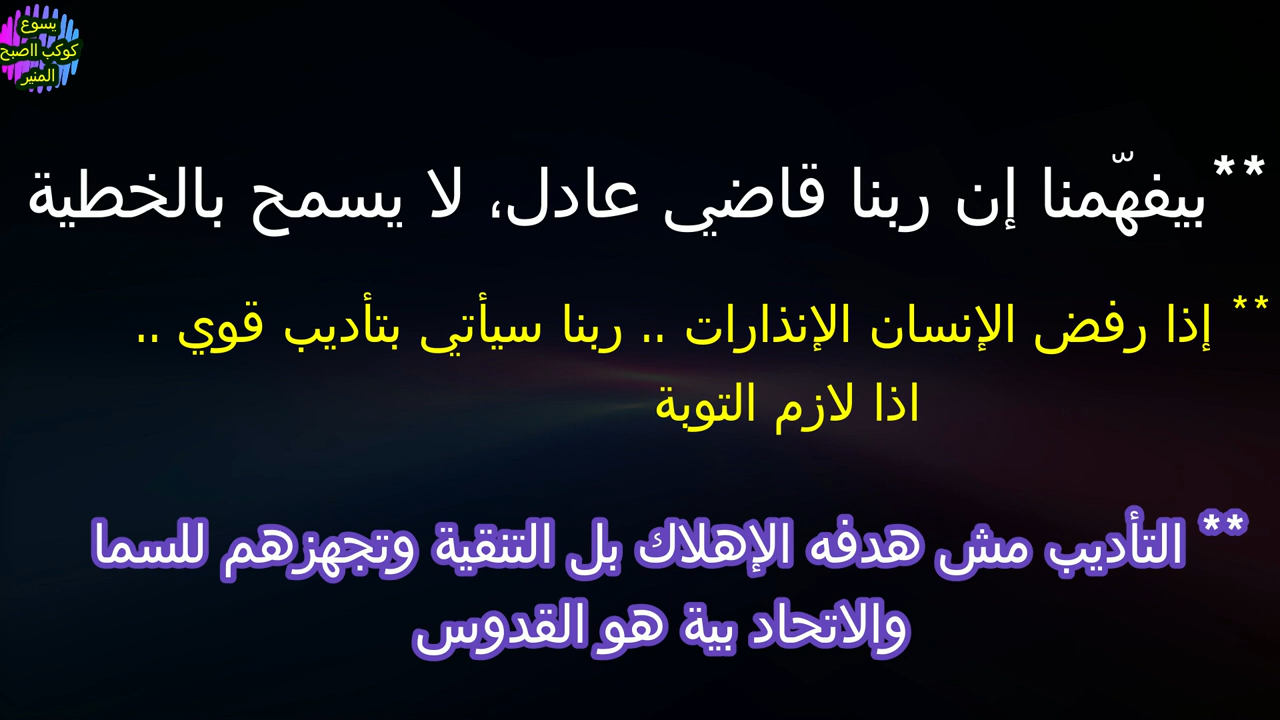 يسوع
كوكب ااصبح
المنير
**بيفهّمنا إن ربنا قاضي عادل، لا يسمح بالخطية
** إذا رفض الإنسان الإنذارات .. ربنا سيأتي بتأديب قوي ..
اذا لازم التوبة
** التأديب مش هدفه الإهلاك بل التنقية وتجهزهم للسما
والاتحاد بية هو القدوس